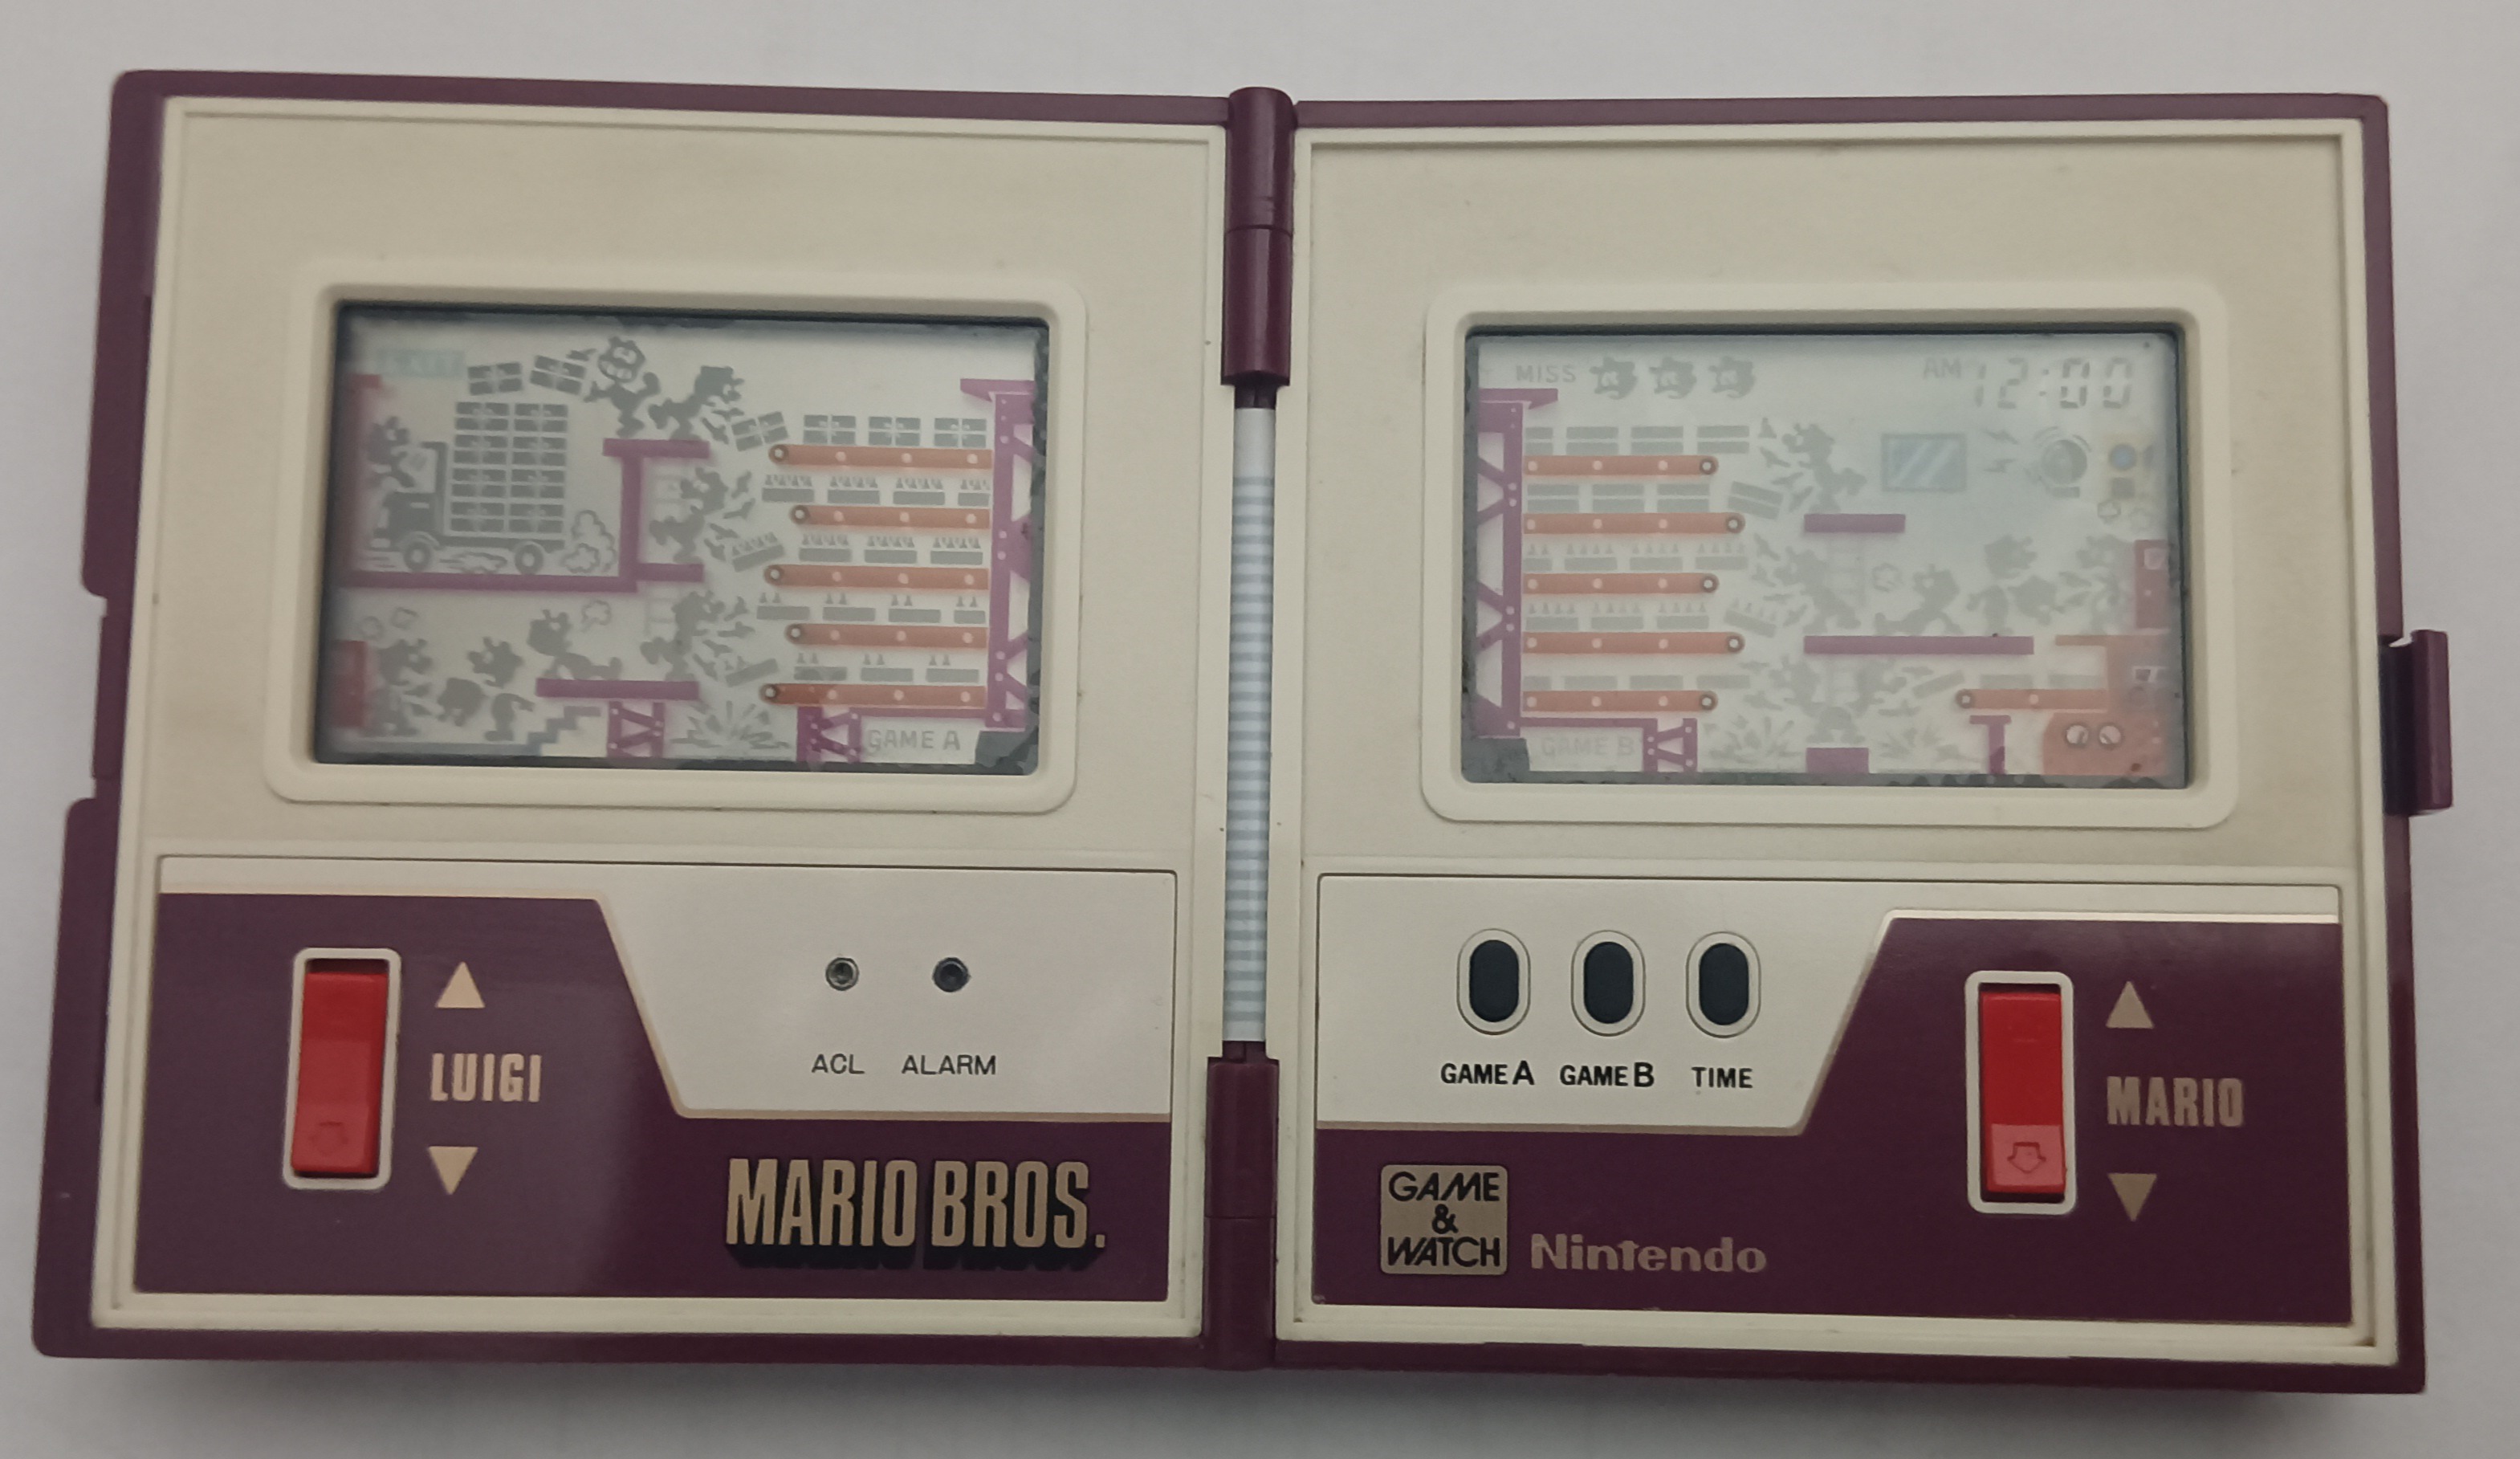 MISS
AM 12:00
GAME A
GAME B
LUIGI
ACL ALARM
MARIO BROS.
GAME A GAME B TIME
MARIO
GAME
&
WATCH
Nintendo